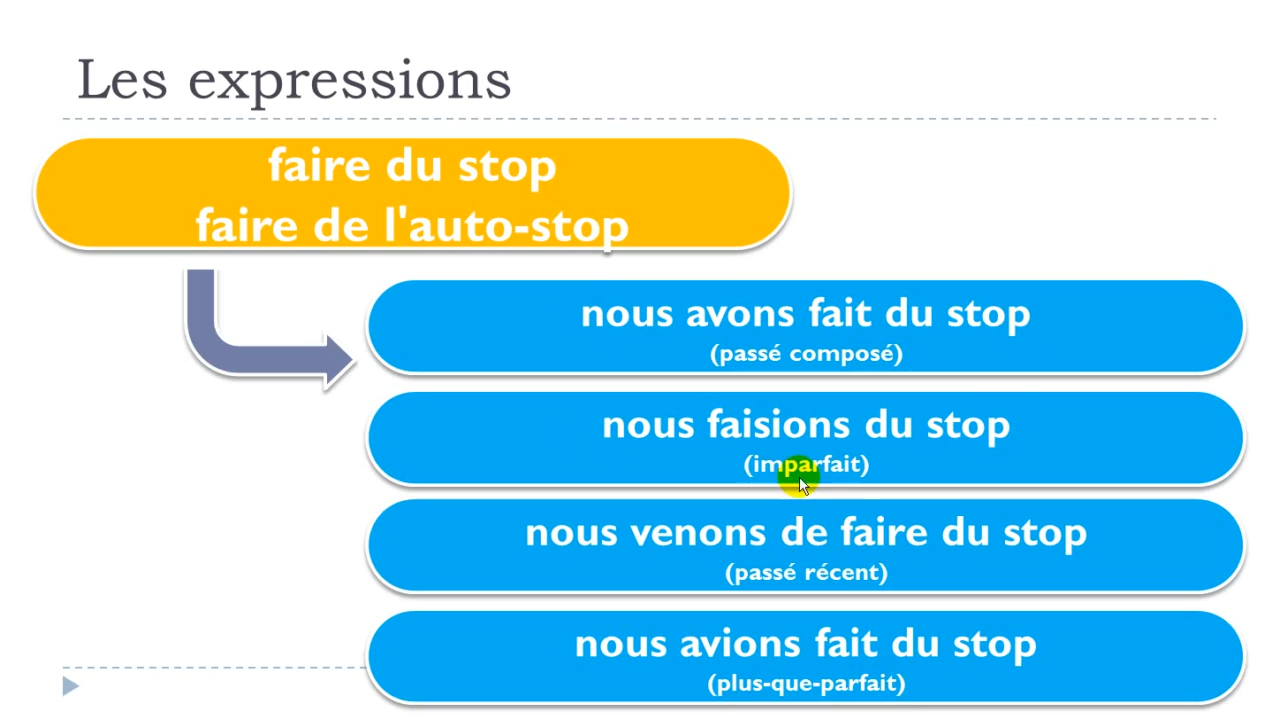 Les expressions
faire du stop
faire de l'auto-stop
nous avons fait du stop
(passé composé)
nous faisions du stop
(imparfait)
nous venons de faire du stop
(passé récent)
nous avions fait du stop
(plus-que-parfait)